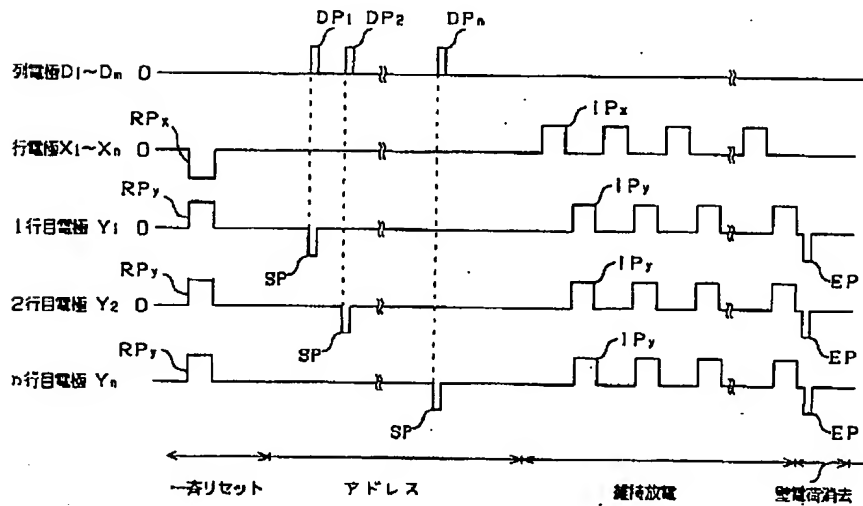 DP1 DP2 DPn
列電極D1~Dm 0
RPx IPx
行電極X1~Xn 0
RPy IPy
1行目電極 Y1 0
SP EP
RPy IPy
2行目電極 Y2 0
SP EP
RPy IPy
n行目電極 Yn
SP EP
一斉リセット アドレス 維持放電 壁電荷消去